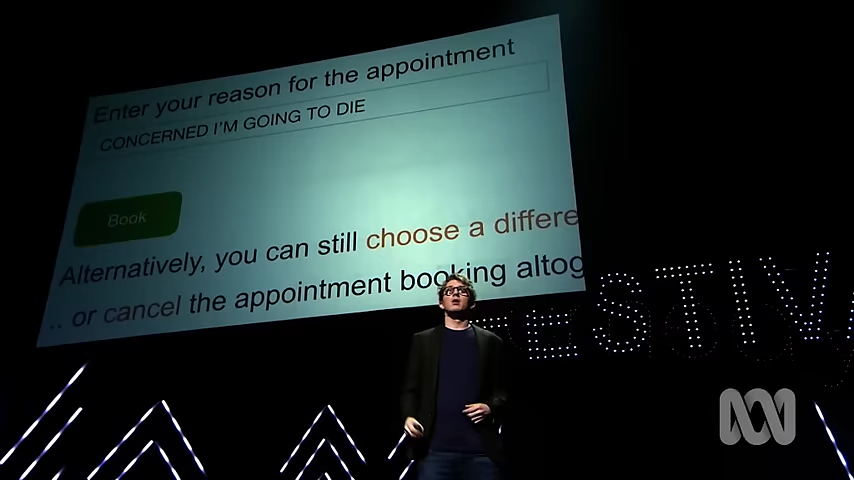 Enter your reason for the appointment
CONCERNED I'M GOING TO DIE
Book
Alternatively, you can still choose a differe
.. or cancel the appointment booking altog
ESTIV